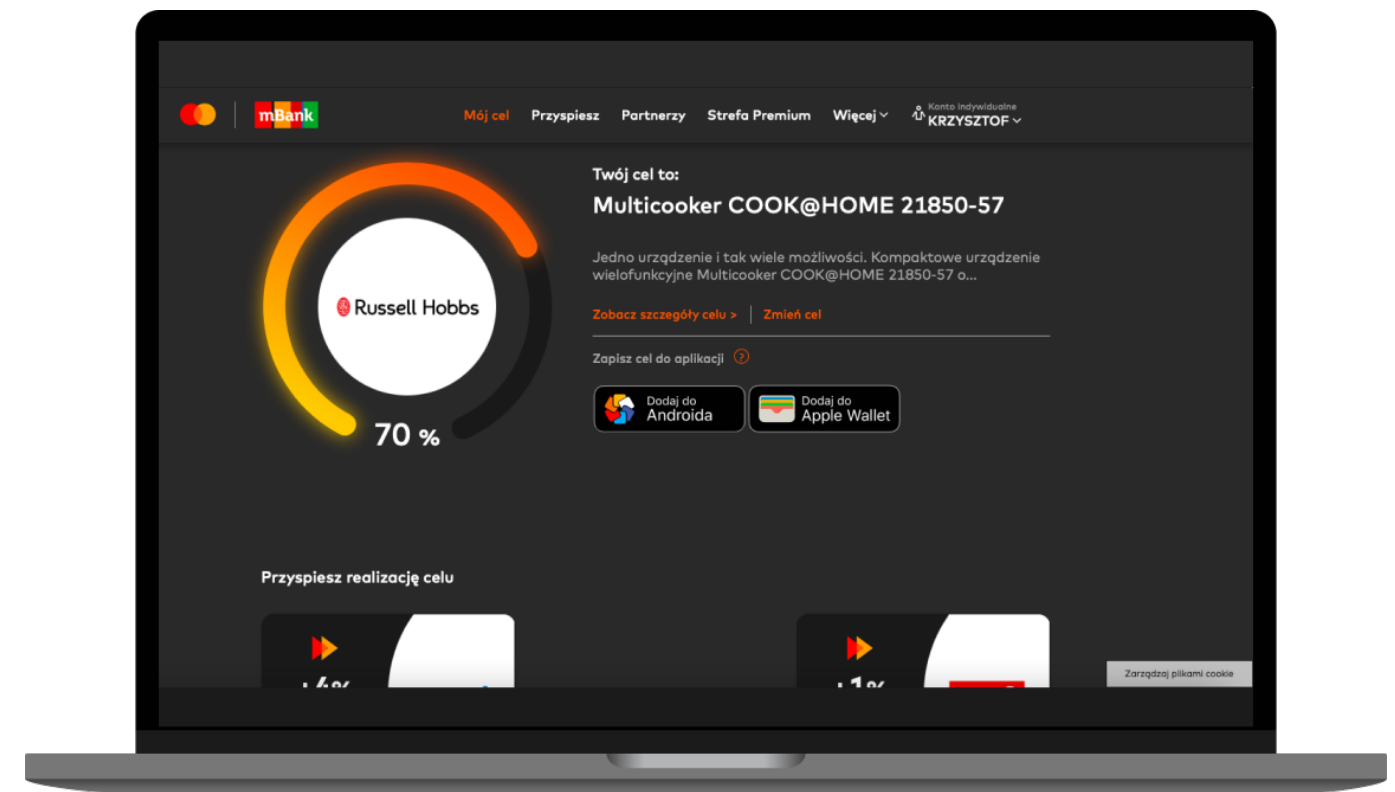 mBank
Mój cel
Przyspiesz
Partnerzy
Strefa Premium
Więcej
Konto indywidualne
KRZYSZTOF
Twój cel to:
Multicooker COOK@HOME 21850-57
Jedno urządzenie i tak wiele możliwości. Kompaktowe urządzenie
wielofunkcyjne Multicooker COOK@HOME 21850-57 o...
Russell Hobbs
70 %
Zobacz szczegóły celu >
Zmień cel
Zapisz cel do aplikacji ?
Dodaj do
Androida
Dodaj do
Apple Wallet
Przyspiesz realizację celu
+4%
+1%
Zarządzaj plikami cookie